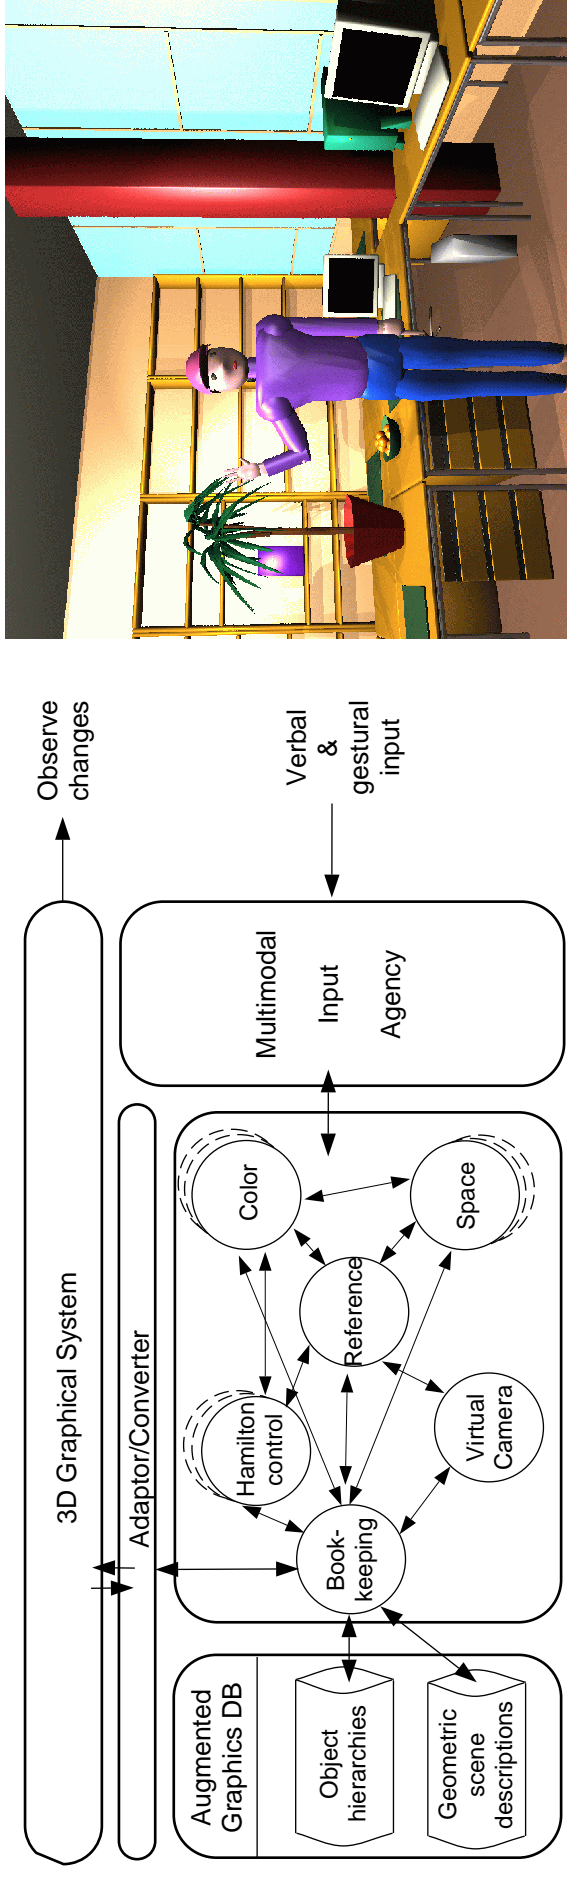 3D Graphical System
Observe
changes
Adaptor/Converter
Augmented
Graphics DB
Object
hierarchies
Geometric
scene
descriptions
Book-
keeping
Hamilton
control
Virtual
Camera
Reference
Color
Space
Multimodal
Input
Agency
Verbal
&
gestural
input